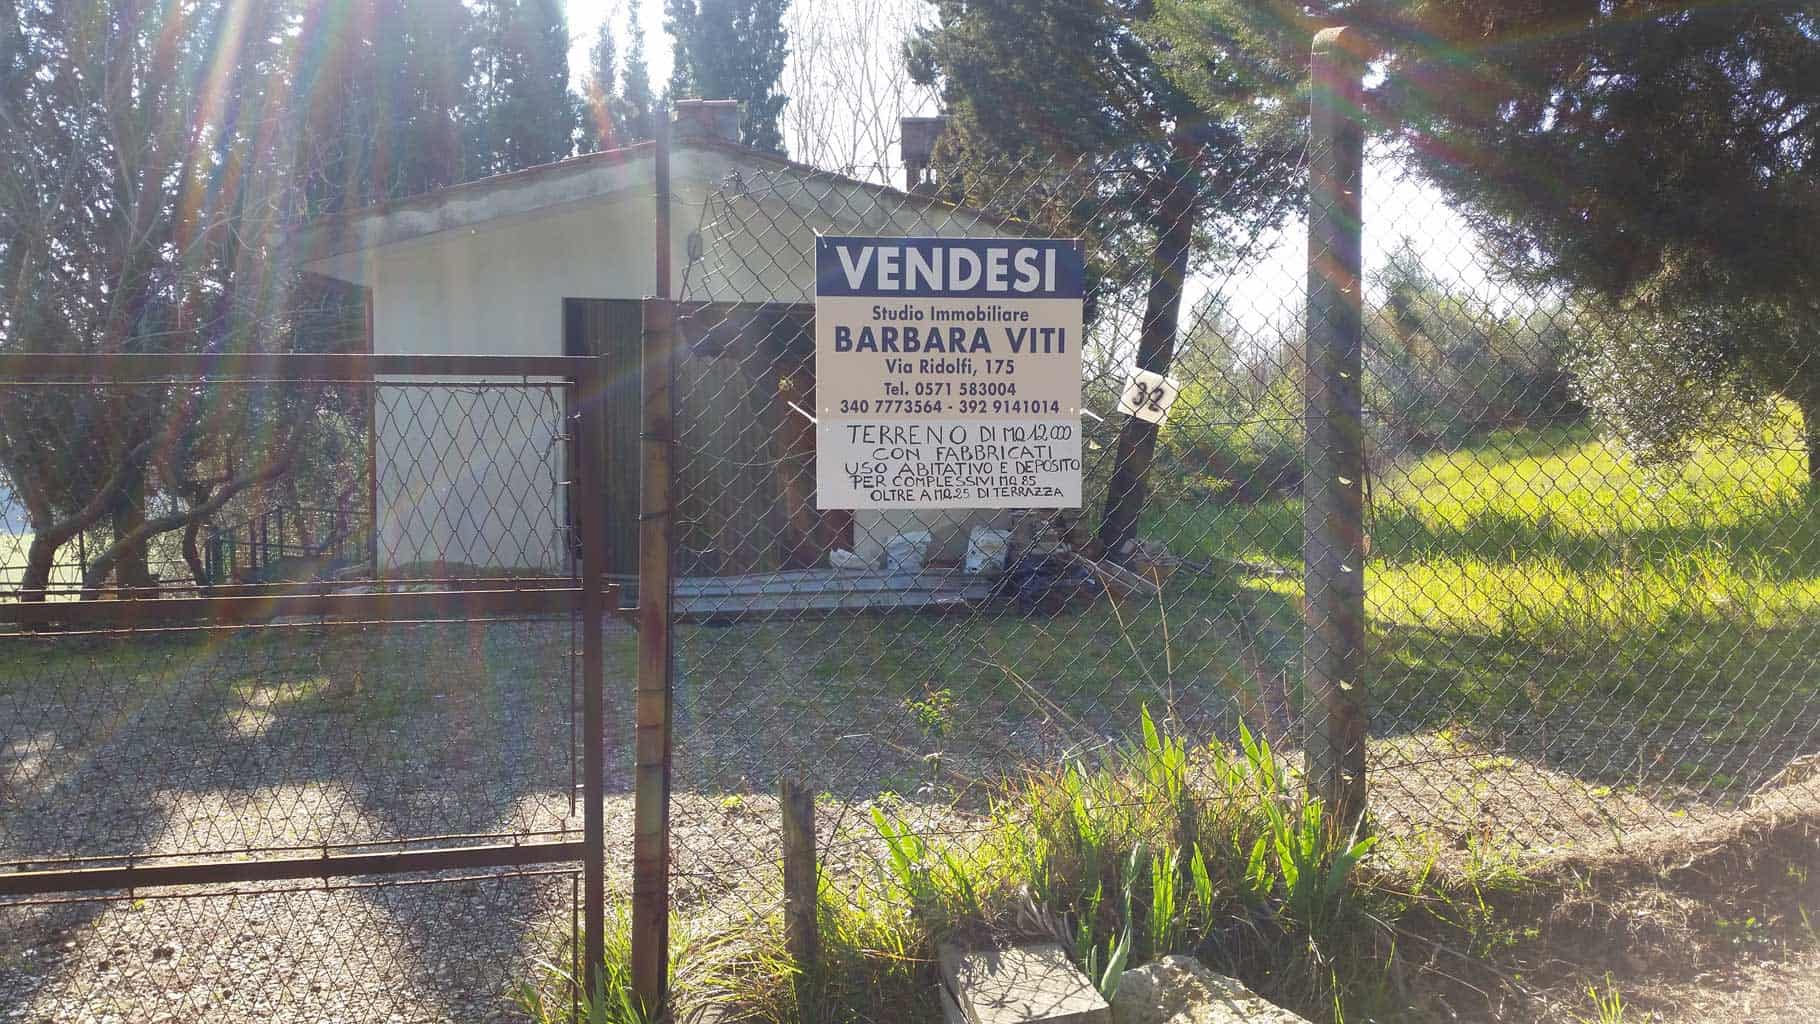 VENDESI
Studio Immobiliare
BARBARA VITI
Via Ridolfi, 175
Tel. 0571 583004
340 7773564 - 392 9141014
TERRENO DI MQ 12.000
CON FABBRICATI
USO ABITATIVO E DEPOSITO
PER COMPLESSIVI MQ 85
OLTRE A MQ 25 DI TERRAZZA
32